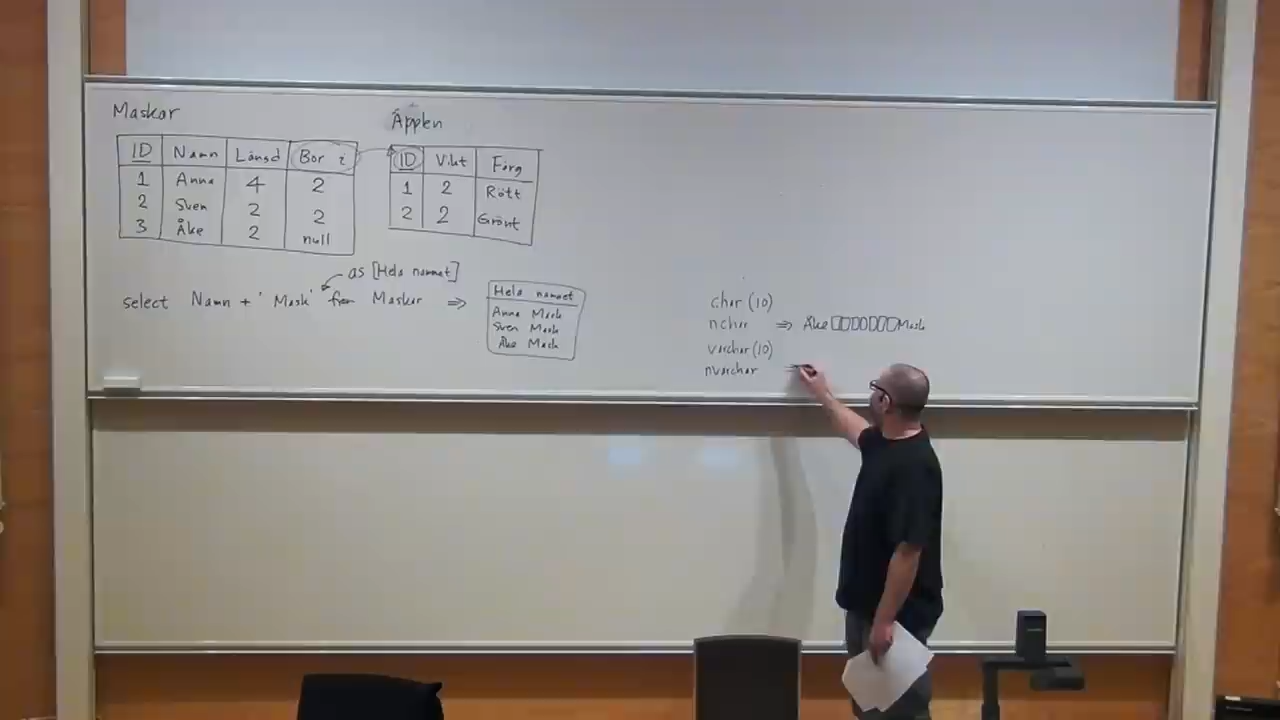 Maskar
ID Namn Längd Bor i
1 Anna 4 2
2 Sven 2 2
3 Åke 2 null
Äpplen
ID Vikt Färg
1 2 Rött
2 2 Grönt
as [Hela namnet]
select Namn + ' Mask' from Maskar ⇒
Hela namnet
Anna Mask
Sven Mask
Åke Mask
char (10)
nchar ⇒ Åke□□□□□□□Mask
varchar (10)
nvarchar =